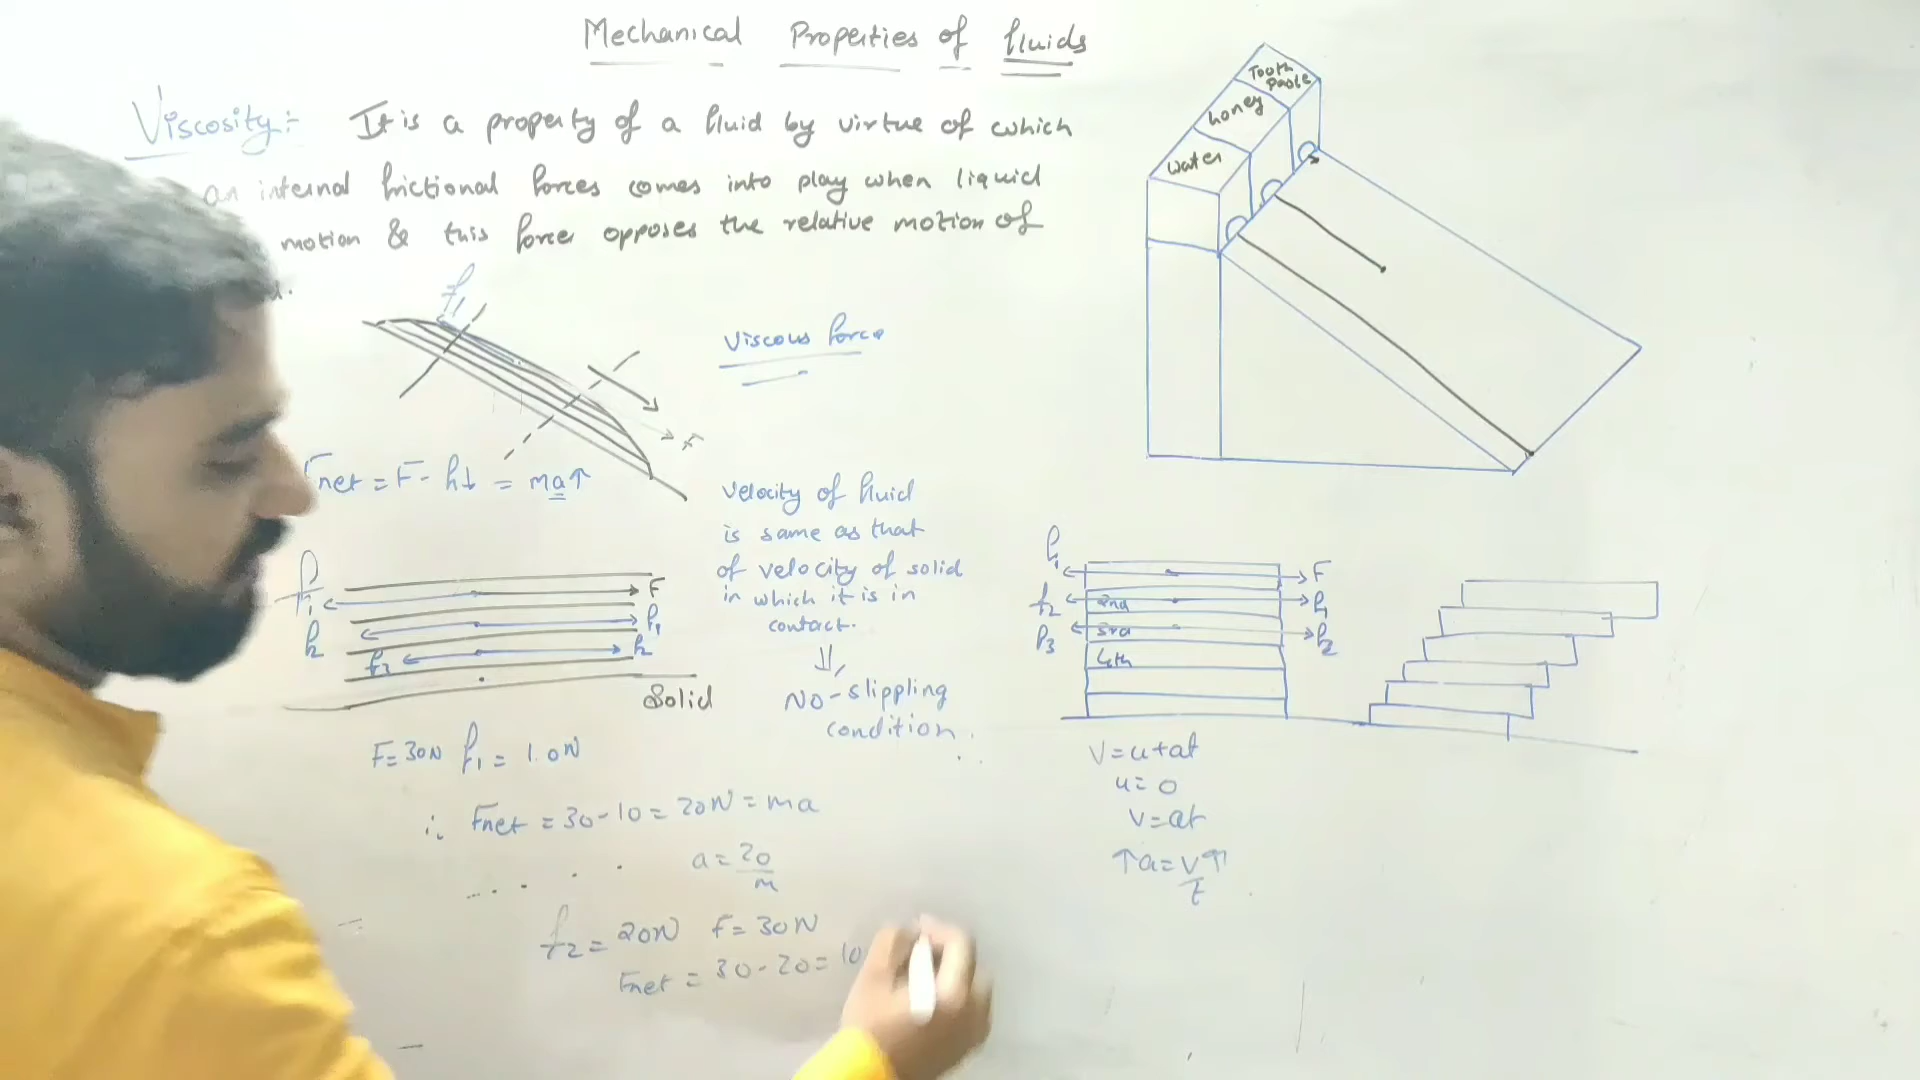 Mechanical Properties of fluids
Viscosity:- It is a property of a fluid by virtue of which
an internal frictional forces comes into play when liquid
motion & this force opposes the relative motion of
f1
F
Viscous force
Fnet = F - f1↓ = ma↑
Tooth
paste
honey
water
s
velocity of fluid
is same as that
of velocity of solid
in which it is in
contact.
⇓
No-slippling
condition.
f1 F
f2 f1
f3 f2
Solid
f1 F
f2 2nd f1
f3 3rd f2
4th
F = 30N f1 = 10N
∴ Fnet = 30-10 = 20N = ma
a = 20/m
f2 = 20N F = 30N
Fnet = 30 - 20 = 10
V = u+at
u = 0
V = at
↑a = V↑/t